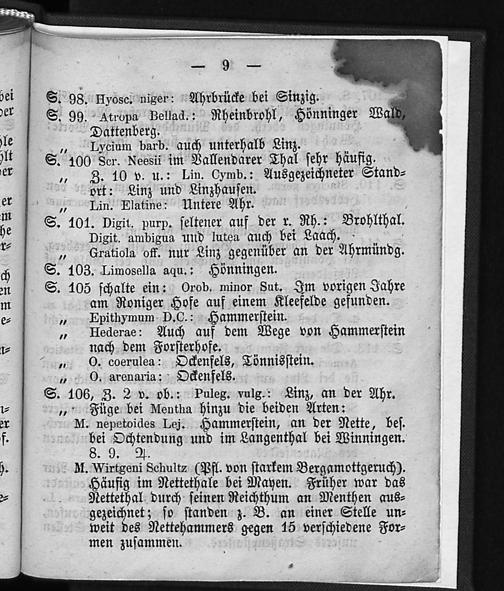 — 9 —
S. 98. Hyosc. niger: Ahrbrücke bei Sinzig.
S. 99. Atropa Bellad.: Rheinbrohl, Hönninger Wald,
Dattenberg.
„ Lycium barb. auch unterhalb Linz.
S. 100 Scr. Neesii im Vallendarer Thal sehr häufig.
„ Z. 10 v. u.: Lin. Cymb.: Ausgezeichneter Stand-
ort: Linz und Linzhausen.
„ Lin. Elatine: Untere Ahr.
S. 101. Digit. purp. seltener auf der r. Rh.: Brohlthal.
Digit. ambigua und lutea auch bei Laach.
„ Gratiola off. nur Linz gegenüber an der Ahrmündg.
S. 103. Limosella aqu.: Hönningen.
S. 105 schalte ein: Orob. minor Sut. Im vorigen Jahre
am Roniger Hofe auf einem Kleefelde gefunden.
„ Epithymum D.C.: Hammerstein.
„ Hederae: Auch auf dem Wege von Hammerstein
nach dem Forsterhofe.
„ O. coerulea: Ockenfels, Tönnisstein.
„ O. arenaria: Ockenfels.
S. 106, Z. 2 v. ob.: Puleg. vulg.: Linz, an der Ahr.
„ Füge bei Mentha hinzu die beiden Arten:
M. nepetoides Lej. Hammerstein, an der Nette, bes.
bei Ochtendung und im Langenthal bei Winningen.
8. 9. ♃.
M. Wirtgeni Schultz (Pfl. von starkem Bergamottgeruch).
Häufig im Nettethale bei Mayen. Früher war das
Nettethal durch seinen Reichthum an Menthen aus-
gezeichnet; so standen z. B. an einer Stelle un-
weit des Nettehammers gegen 15 verschiedene For-
men zusammen.